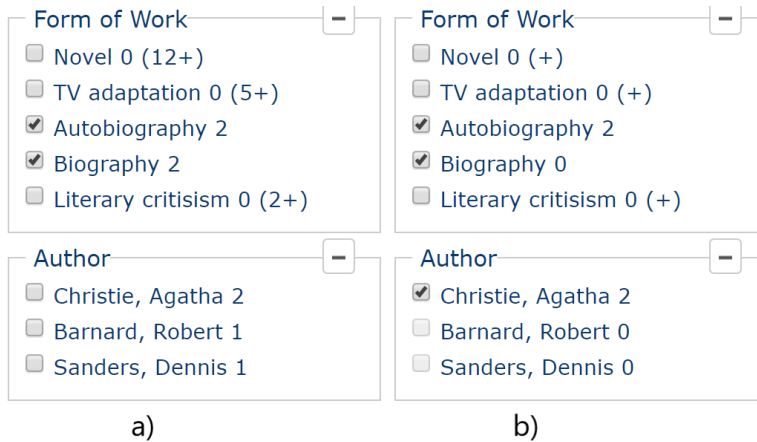 Form of Work
Novel 0 (12+)
TV adaptation 0 (5+)
Autobiography 2
Biography 2
Literary critisism 0 (2+)
Author
Christie, Agatha 2
Barnard, Robert 1
Sanders, Dennis 1
a)
Form of Work
Novel 0 (+)
TV adaptation 0 (+)
Autobiography 2
Biography 0
Literary critisism 0 (+)
Author
Christie, Agatha 2
Barnard, Robert 0
Sanders, Dennis 0
b)